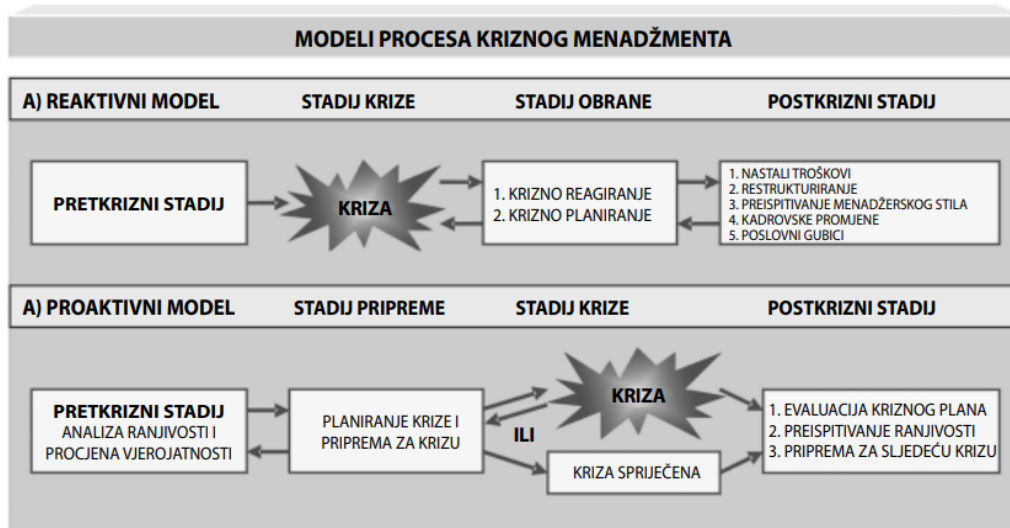 MODELI PROCESA KRIZNOG MENADŽMENTA
A) REAKTIVNI MODEL
STADIJ KRIZE
STADIJ OBRANE
POSTKRIZNI STADIJ
PRETKRIZNI STADIJ
KRIZA
1. KRIZNO REAGIRANJE
2. KRIZNO PLANIRANJE
1. NASTALI TROŠKOVI
2. RESTRUKTURIRANJE
3. PREISPITIVANJE MENADŽERSKOG STILA
4. KADROVSKE PROMJENE
5. POSLOVNI GUBICI
A) PROAKTIVNI MODEL
STADIJ PRIPREME
STADIJ KRIZE
POSTKRIZNI STADIJ
PRETKRIZNI STADIJ
ANALIZA RANJIVOSTI I
PROCJENA VJEROJATNOSTI
PLANIRANJE KRIZE I
PRIPREMA ZA KRIZU
KRIZA
ILI
KRIZA SPRIJEČENA
1. EVALUACIJA KRIZNOG PLANA
2. PREISPITIVANJE RANJIVOSTI
3. PRIPREMA ZA SLJEDEĆU KRIZU